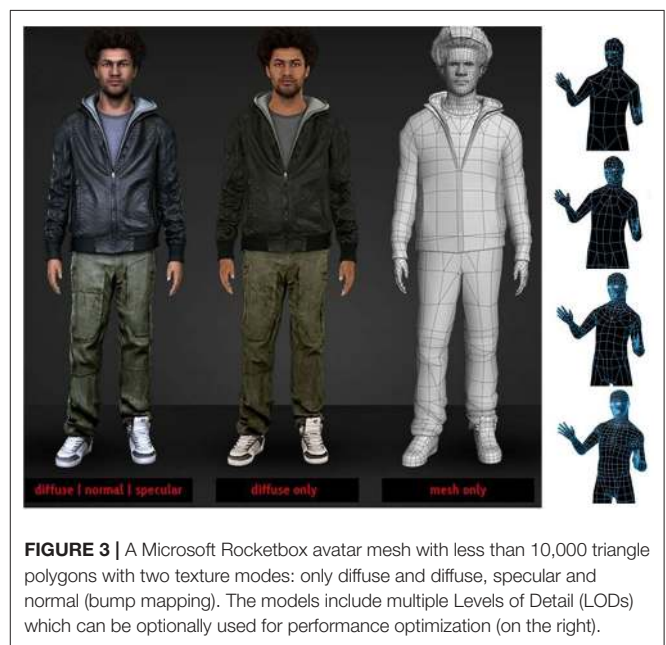 diffuse | normal | specular
diffuse only
mesh only
FIGURE 3 | A Microsoft Rocketbox avatar mesh with less than 10,000 triangle
polygons with two texture modes: only diffuse and diffuse, specular and
normal (bump mapping). The models include multiple Levels of Detail (LODs)
which can be optionally used for performance optimization (on the right).